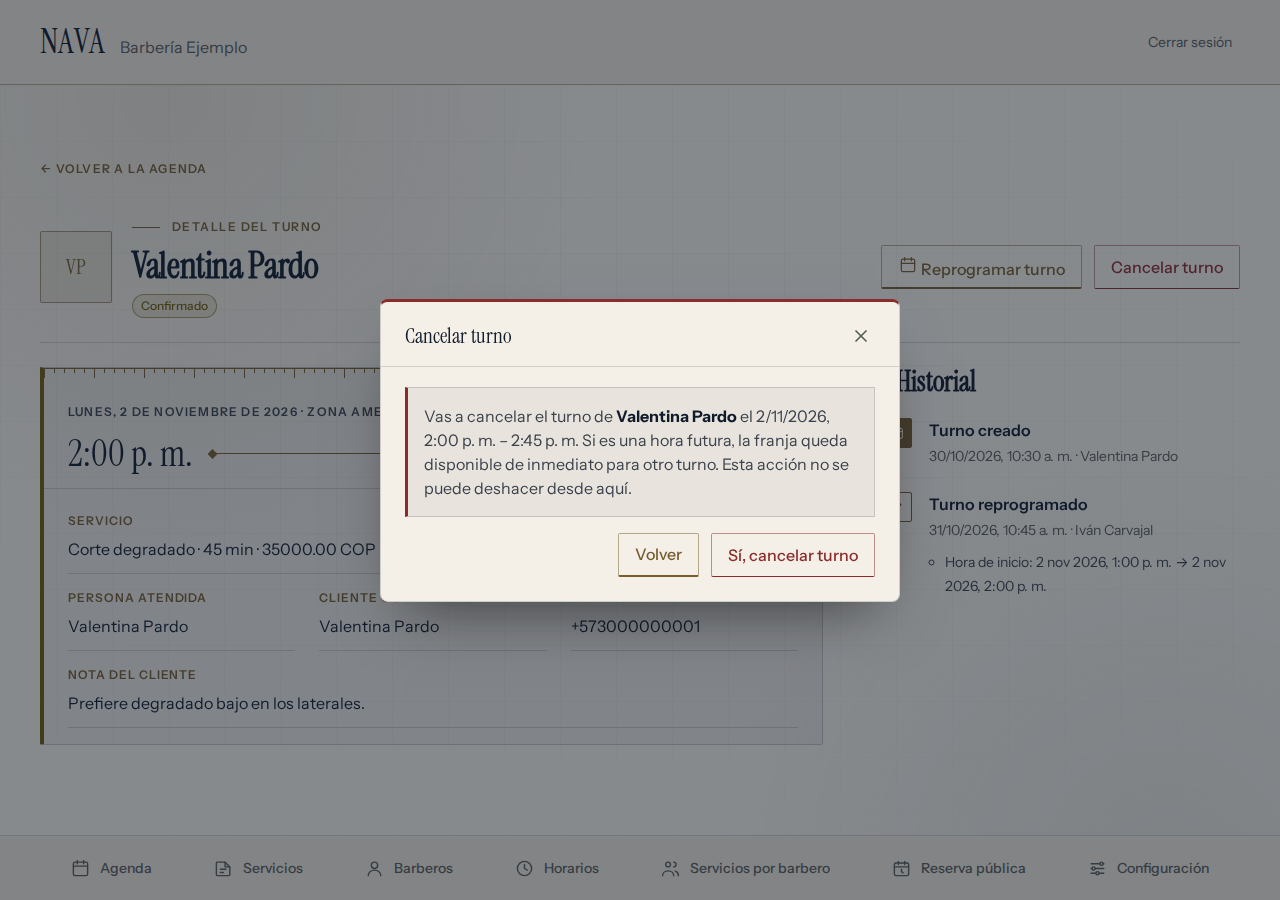 NAVA Barbería Ejemplo
Cerrar sesión
← VOLVER A LA AGENDA
VP
DETALLE DEL TURNO
Valentina Pardo
Confirmado
Reprogramar turno
Cancelar turno
Cancelar turno
Vas a cancelar el turno de Valentina Pardo el 2/11/2026,
2:00 p. m. – 2:45 p. m. Si es una hora futura, la franja queda
disponible de inmediato para otro turno. Esta acción no se
puede deshacer desde aquí.
Volver
Sí, cancelar turno
LUNES, 2 DE NOVIEMBRE DE 2026 · ZONA AME
2:00 p. m.
SERVICIO
Corte degradado · 45 min · 35000.00 COP
PERSONA ATENDIDA
Valentina Pardo
CLIENTE
Valentina Pardo
+573000000001
NOTA DEL CLIENTE
Prefiere degradado bajo en los laterales.
Historial
Turno creado
30/10/2026, 10:30 a. m. · Valentina Pardo
Turno reprogramado
31/10/2026, 10:45 a. m. · Iván Carvajal
Hora de inicio: 2 nov 2026, 1:00 p. m. → 2 nov
2026, 2:00 p. m.
Agenda
Servicios
Barberos
Horarios
Servicios por barbero
Reserva pública
Configuración